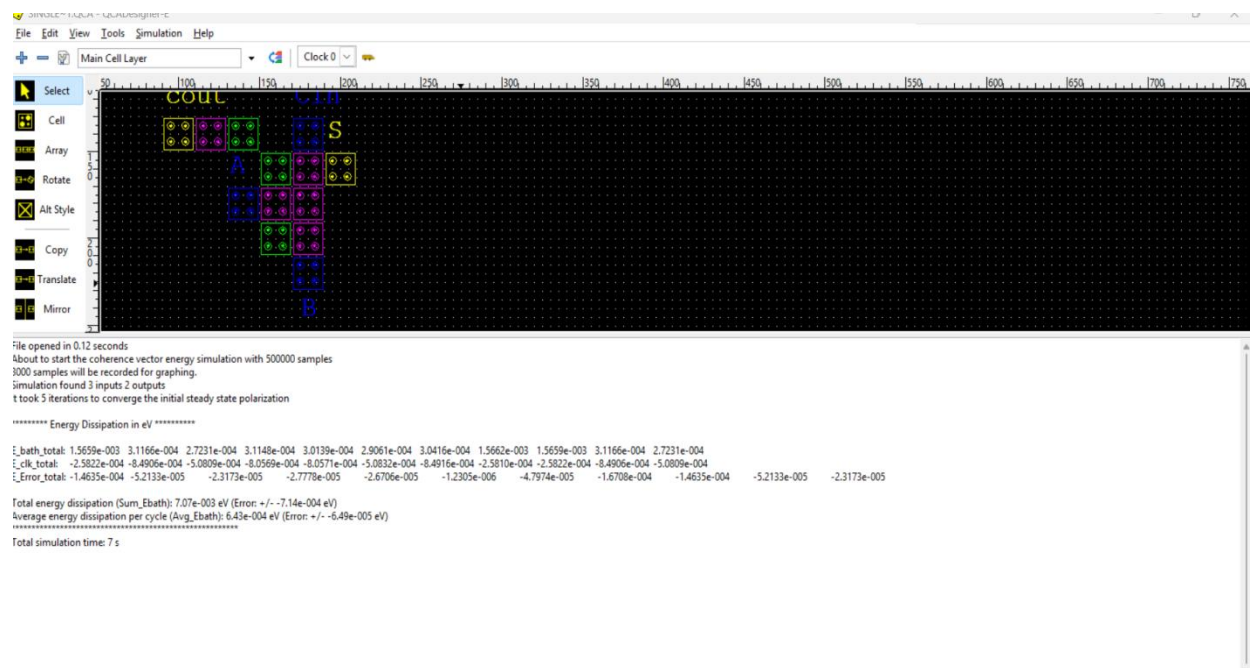 SINGLE~1.QCA - QCADesigner-E
File Edit View Tools Simulation Help
Main Cell Layer Clock 0
50 100 150 200 250 300 350 400 450 500 550 600 650 700 750
Select
Cell
Array
Rotate
Alt Style
Copy
Translate
Mirror
150
200
cout Cin
S
A
B
File opened in 0.12 seconds
About to start the coherence vector energy simulation with 500000 samples
3000 samples will be recorded for graphing.
Simulation found 3 inputs 2 outputs
It took 5 iterations to converge the initial steady state polarization
********* Energy Dissipation in eV **********
E_bath_total: 1.5659e-003 3.1166e-004 2.7231e-004 3.1148e-004 3.0139e-004 2.9061e-004 3.0416e-004 1.5662e-003 1.5659e-003 3.1166e-004 2.7231e-004
E_clk_total: -2.5822e-004 -8.4906e-004 -5.0809e-004 -8.0569e-004 -8.0571e-004 -5.0832e-004 -8.4916e-004 -2.5810e-004 -2.5822e-004 -8.4906e-004 -5.0809e-004
E_Error_total: -1.4635e-004 -5.2133e-005 -2.3173e-005 -2.7778e-005 -2.6706e-005 -1.2305e-006 -4.7974e-005 -1.6708e-004 -1.4635e-004 -5.2133e-005 -2.3173e-005
Total energy dissipation (Sum_Ebath): 7.07e-003 eV (Error: +/- -7.14e-004 eV)
Average energy dissipation per cycle (Avg_Ebath): 6.43e-004 eV (Error: +/- -6.49e-005 eV)
********************************************************
Total simulation time: 7 s